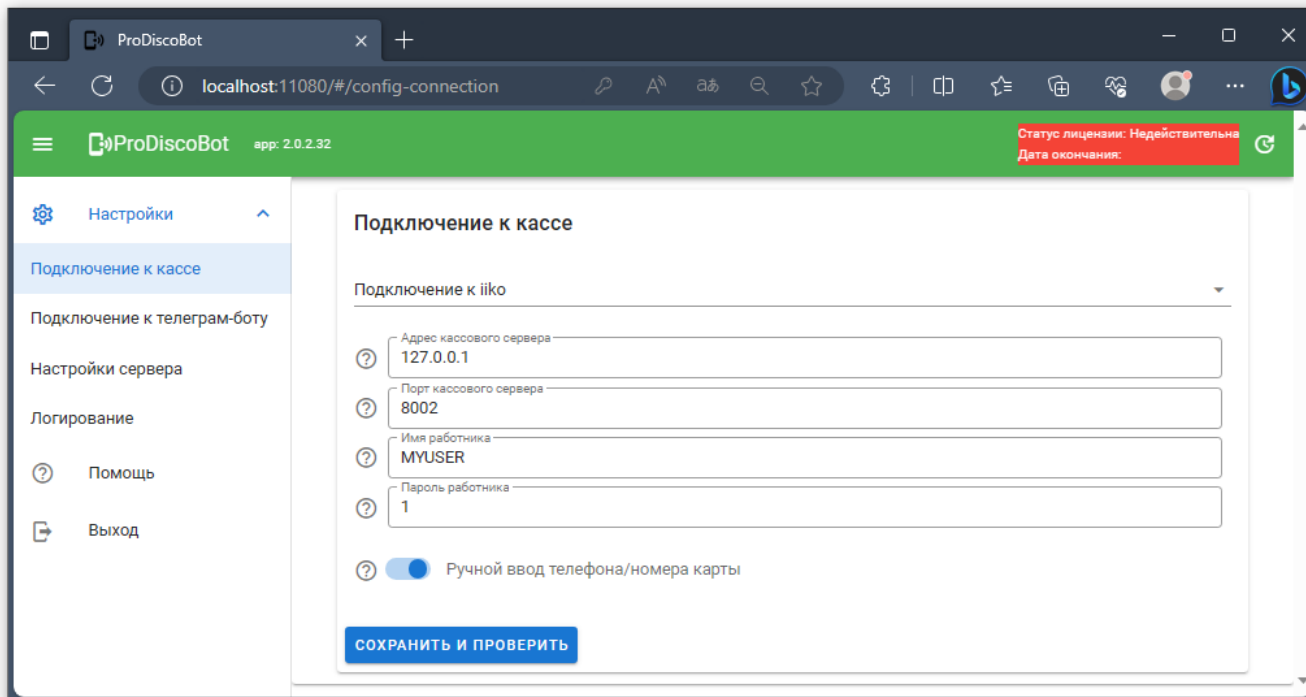 ProDiscoBot
localhost:11080/#/config-connection
ProDiscoBot app: 2.0.2.32
Статус лицензии: Недействительна
Дата окончания:
Настройки
Подключение к кассе
Подключение к телеграм-боту
Настройки сервера
Логирование
Помощь
Выход
Подключение к кассе
Подключение к iiko
Адрес кассового сервера
127.0.0.1
Порт кассового сервера
8002
Имя работника
MYUSER
Пароль работника
1
Ручной ввод телефона/номера карты
СОХРАНИТЬ И ПРОВЕРИТЬ